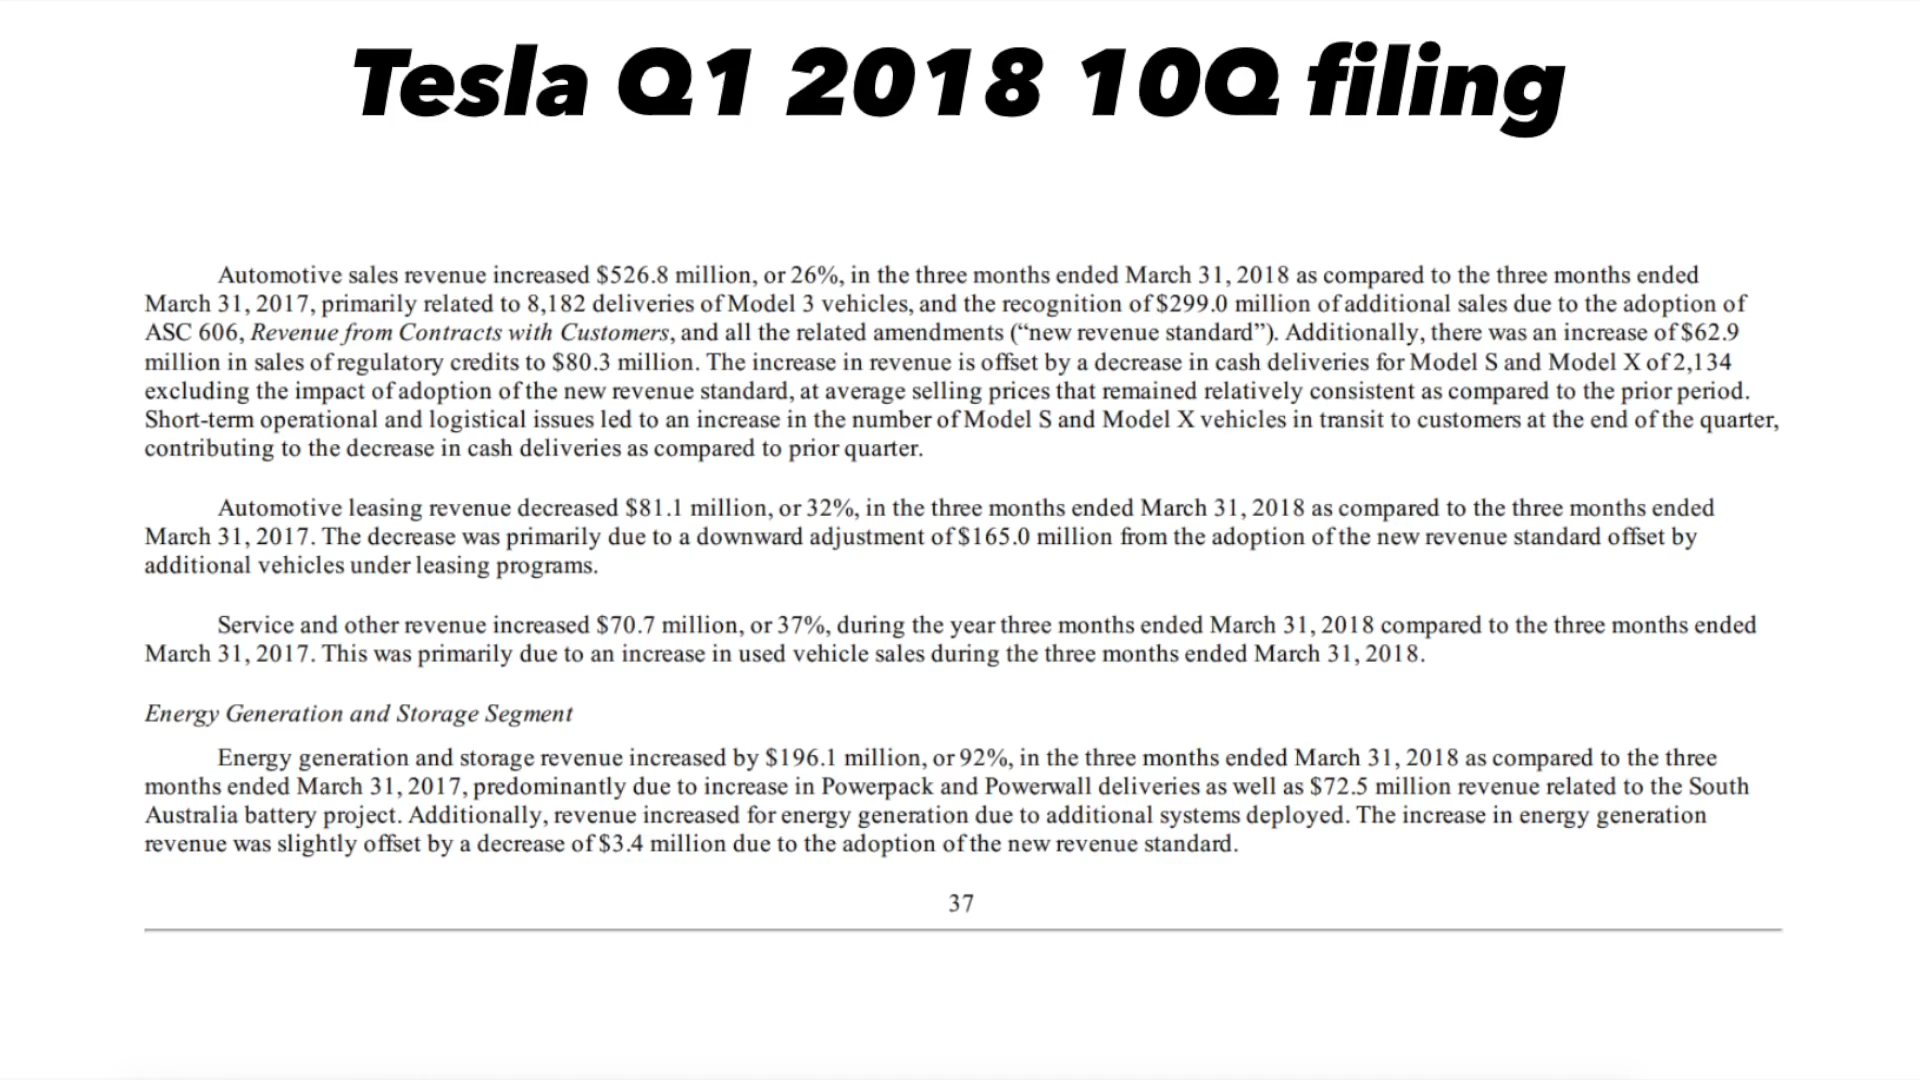 Tesla Q1 2018 10Q filing
Automotive sales revenue increased $526.8 million, or 26%, in the three months ended March 31, 2018 as compared to the three months ended
March 31, 2017, primarily related to 8,182 deliveries of Model 3 vehicles, and the recognition of $299.0 million of additional sales due to the adoption of
ASC 606, Revenue from Contracts with Customers, and all the related amendments (“new revenue standard”). Additionally, there was an increase of $62.9
million in sales of regulatory credits to $80.3 million. The increase in revenue is offset by a decrease in cash deliveries for Model S and Model X of 2,134
excluding the impact of adoption of the new revenue standard, at average selling prices that remained relatively consistent as compared to the prior period.
Short-term operational and logistical issues led to an increase in the number of Model S and Model X vehicles in transit to customers at the end of the quarter,
contributing to the decrease in cash deliveries as compared to prior quarter.
Automotive leasing revenue decreased $81.1 million, or 32%, in the three months ended March 31, 2018 as compared to the three months ended
March 31, 2017. The decrease was primarily due to a downward adjustment of $165.0 million from the adoption of the new revenue standard offset by
additional vehicles under leasing programs.
Service and other revenue increased $70.7 million, or 37%, during the year three months ended March 31, 2018 compared to the three months ended
March 31, 2017. This was primarily due to an increase in used vehicle sales during the three months ended March 31, 2018.
Energy Generation and Storage Segment
Energy generation and storage revenue increased by $196.1 million, or 92%, in the three months ended March 31, 2018 as compared to the three
months ended March 31, 2017, predominantly due to increase in Powerpack and Powerwall deliveries as well as $72.5 million revenue related to the South
Australia battery project. Additionally, revenue increased for energy generation due to additional systems deployed. The increase in energy generation
revenue was slightly offset by a decrease of $3.4 million due to the adoption of the new revenue standard.
37